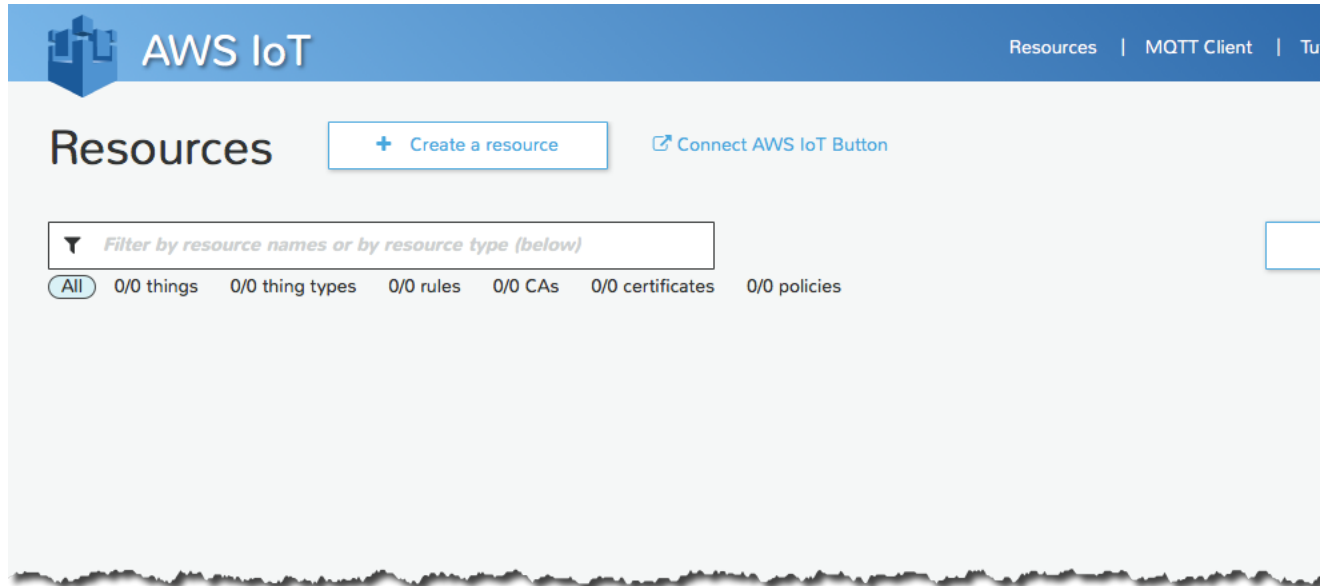 AWS IoT
Resources | MQTT Client | Tu
Resources
+ Create a resource
Connect AWS IoT Button
Filter by resource names or by resource type (below)
All 0/0 things 0/0 thing types 0/0 rules 0/0 CAs 0/0 certificates 0/0 policies